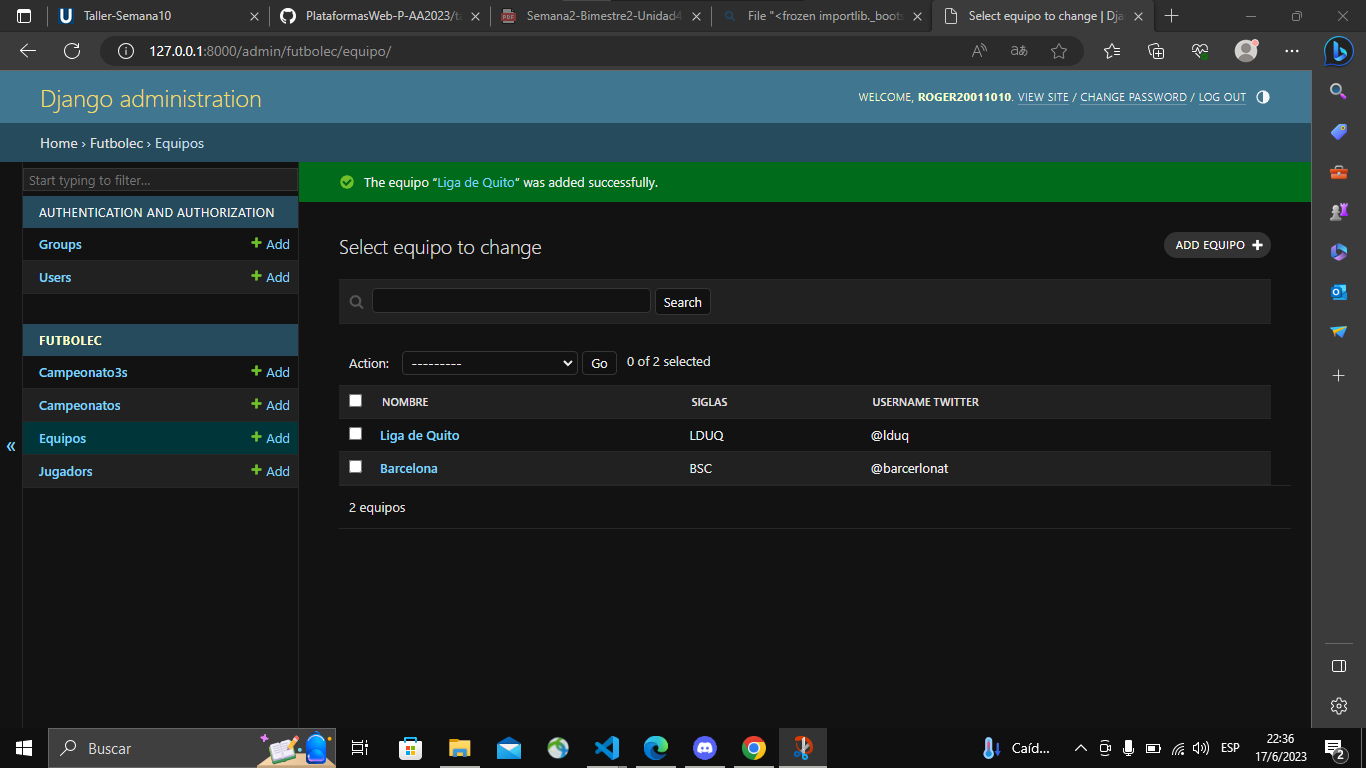 Taller-Semana10
PlataformasWeb-P-AA2023/ta
Semana2-Bimestre2-Unidad4
File "<frozen importlib._boots
Select equipo to change | Dja
127.0.0.1:8000/admin/futbolec/equipo/
Django administration
WELCOME, ROGER20011010. VIEW SITE / CHANGE PASSWORD / LOG OUT
Home › Futbolec › Equipos
Start typing to filter...
The equipo “Liga de Quito” was added successfully.
AUTHENTICATION AND AUTHORIZATION
Groups + Add
Users + Add
FUTBOLEC
Campeonato3s + Add
Campeonatos + Add
Equipos + Add
Jugadors + Add
«
Select equipo to change
ADD EQUIPO +
Search
Action: --------- Go 0 of 2 selected
NOMBRE SIGLAS USERNAME TWITTER
Liga de Quito LDUQ @lduq
Barcelona BSC @barcerlonat
2 equipos
Buscar
Caíd...
ESP
22:36
17/6/2023
2